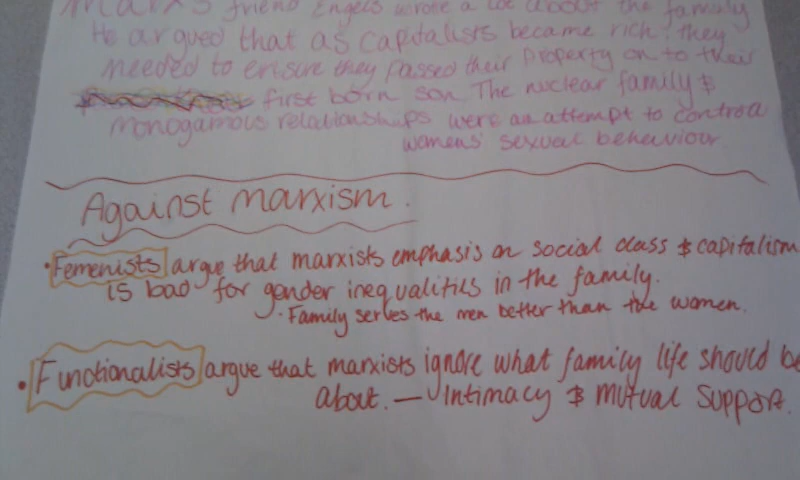 Marx's friend Engels wrote a lot about the family
He argued that as capitalists became rich, they
needed to ensure they passed their property on to their
first born son. The nuclear family &
monogamous relationships were an attempt to control
womens sexual behaviour
Against marxism.
• Femenists argue that marxists emphasis on social class & capitalism
is bad for gender inequalities in the family.
· Family serves the men better than the women.
• Functionalists argue that marxists ignore what family life should be
about. — Intimacy & mutual support.